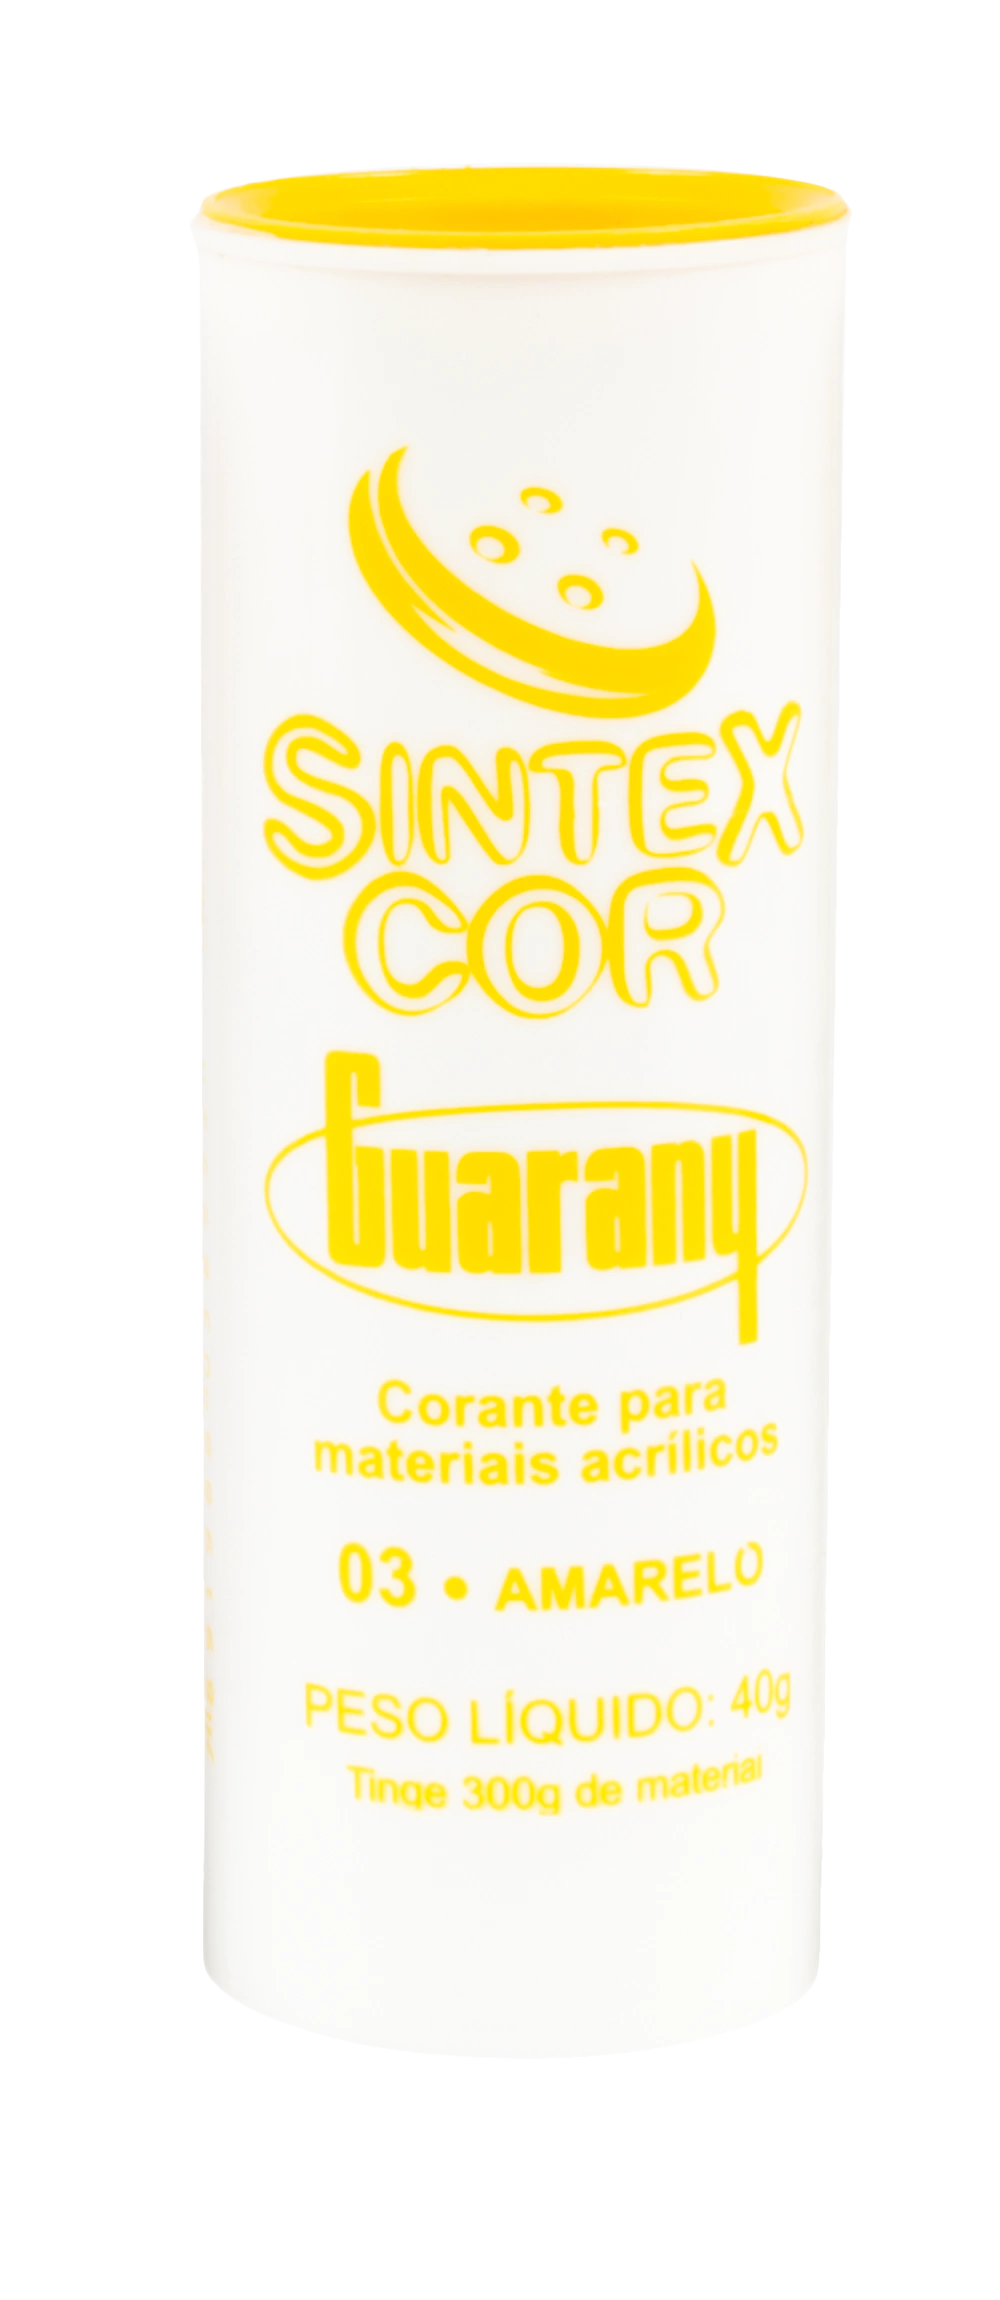 SINTEX
COR
Guarany
Corante para
materiais acrílicos
03 • AMARELO
PESO LÍQUIDO: 40g
Tinge 300g de material